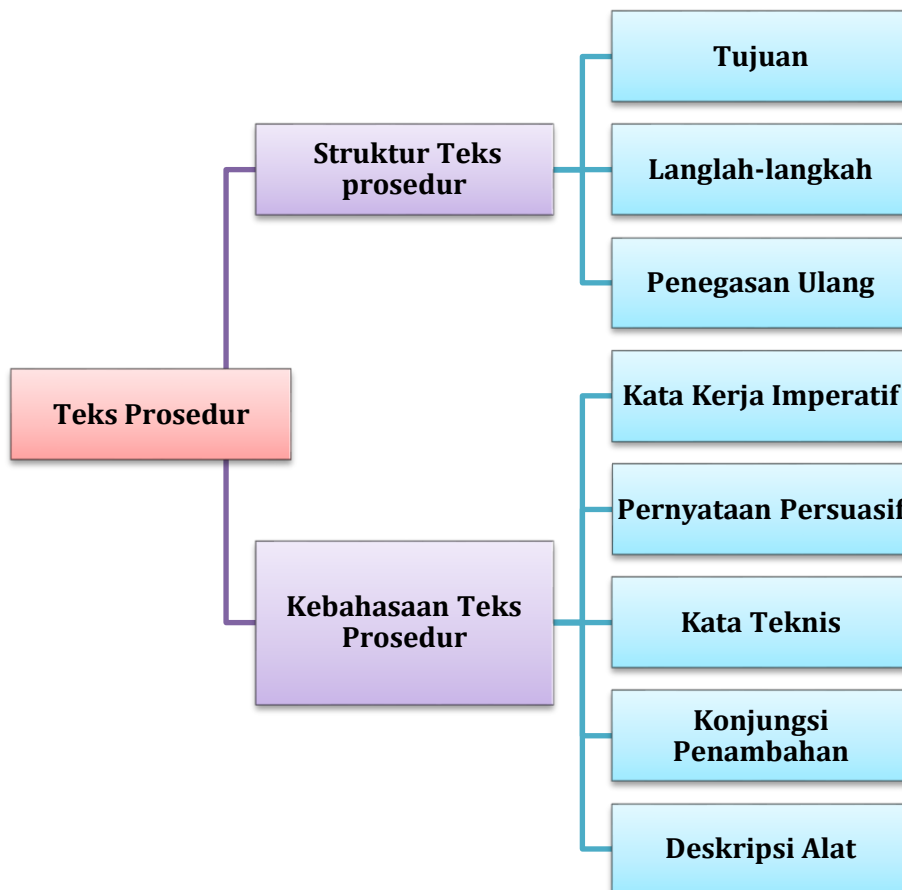 Teks Prosedur
Struktur Teks
prosedur
Tujuan
Langlah-langkah
Penegasan Ulang
Kebahasaan Teks
Prosedur
Kata Kerja Imperatif
Pernyataan Persuasif
Kata Teknis
Konjungsi
Penambahan
Deskripsi Alat